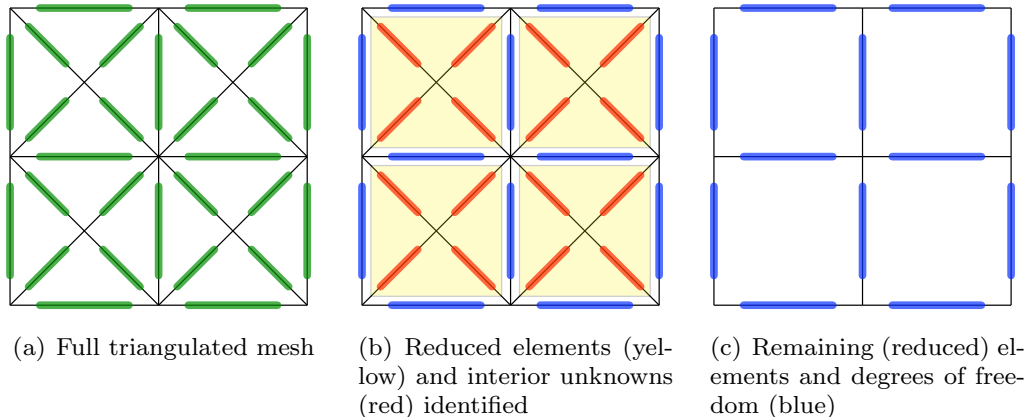 (a) Full triangulated mesh
(b) Reduced elements (yel-
low) and interior unknowns
(red) identified
(c) Remaining (reduced) el-
ements and degrees of free-
dom (blue)